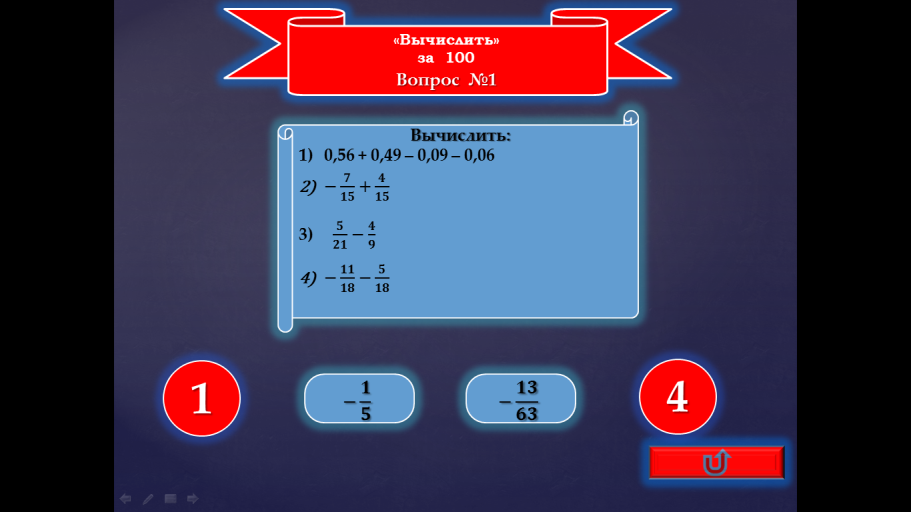 «Вычислить»
за 100
Вопрос №1
Вычислить:
1) 0,56 + 0,49 – 0,09 – 0,06
2) −7/15 + 4/15
3) 5/21 − 4/9
4) −11/18 − 5/18
1 −1/5 −13/63 4